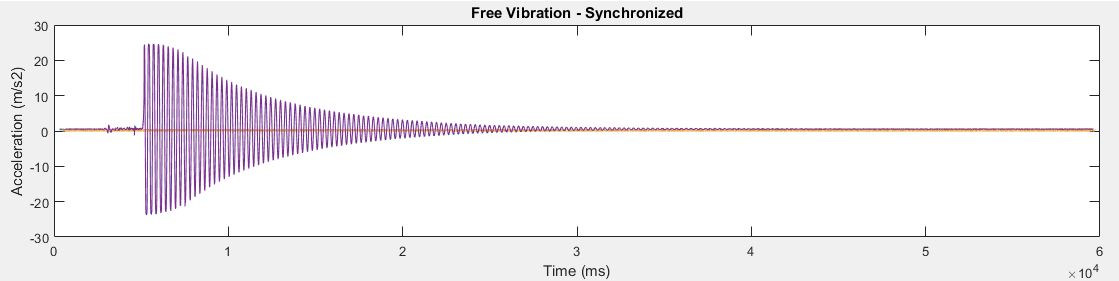 Free Vibration - Synchronized
30
20
10
0
-10
-20
-30
Acceleration (m/s2)
0 1 2 3 4 5 6
Time (ms)
×10^4